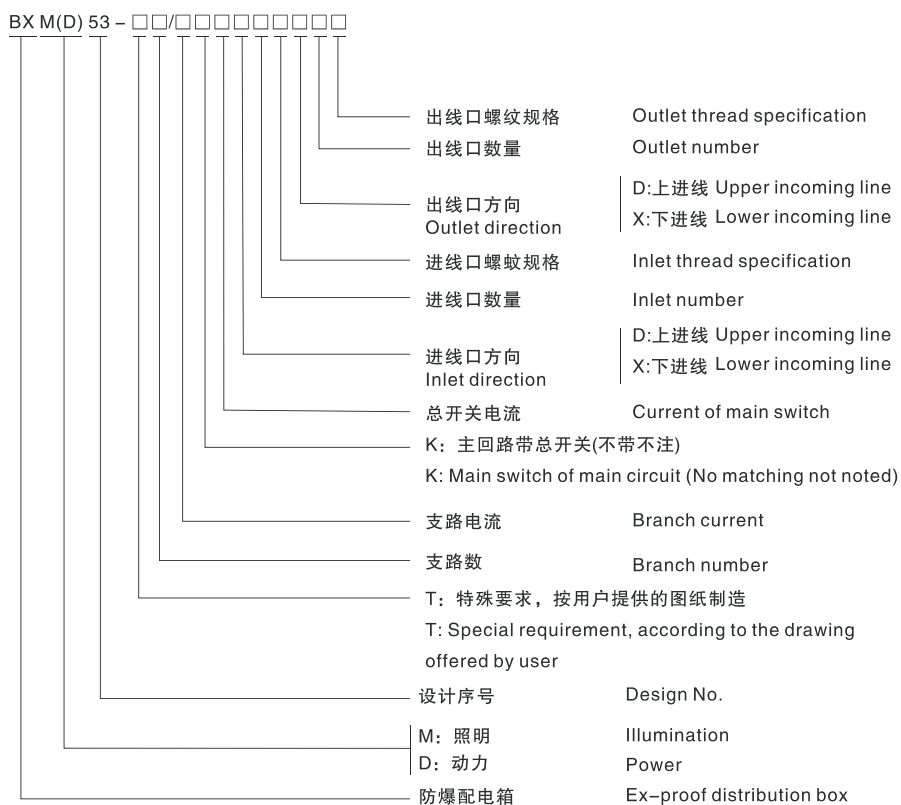 BX M(D) 53-□□/□□□□□□□□□
出线口螺纹规格 Outlet thread specification
出线口数量 Outlet number
出线口方向
Outlet direction
D:上进线 Upper incoming line
X:下进线 Lower incoming line
进线口螺蚊规格 Inlet thread specification
进线口数量 Inlet number
进线口方向
Inlet direction
D:上进线 Upper incoming line
X:下进线 Lower incoming line
总开关电流 Current of main switch
K：主回路带总开关(不带不注)
K: Main switch of main circuit (No matching not noted)
支路电流 Branch current
支路数 Branch number
T：特殊要求，按用户提供的图纸制造
T: Special requirement, according to the drawing
offered by user
设计序号 Design No.
M：照明 Illumination
D：动力 Power
防爆配电箱 Ex-proof distribution box